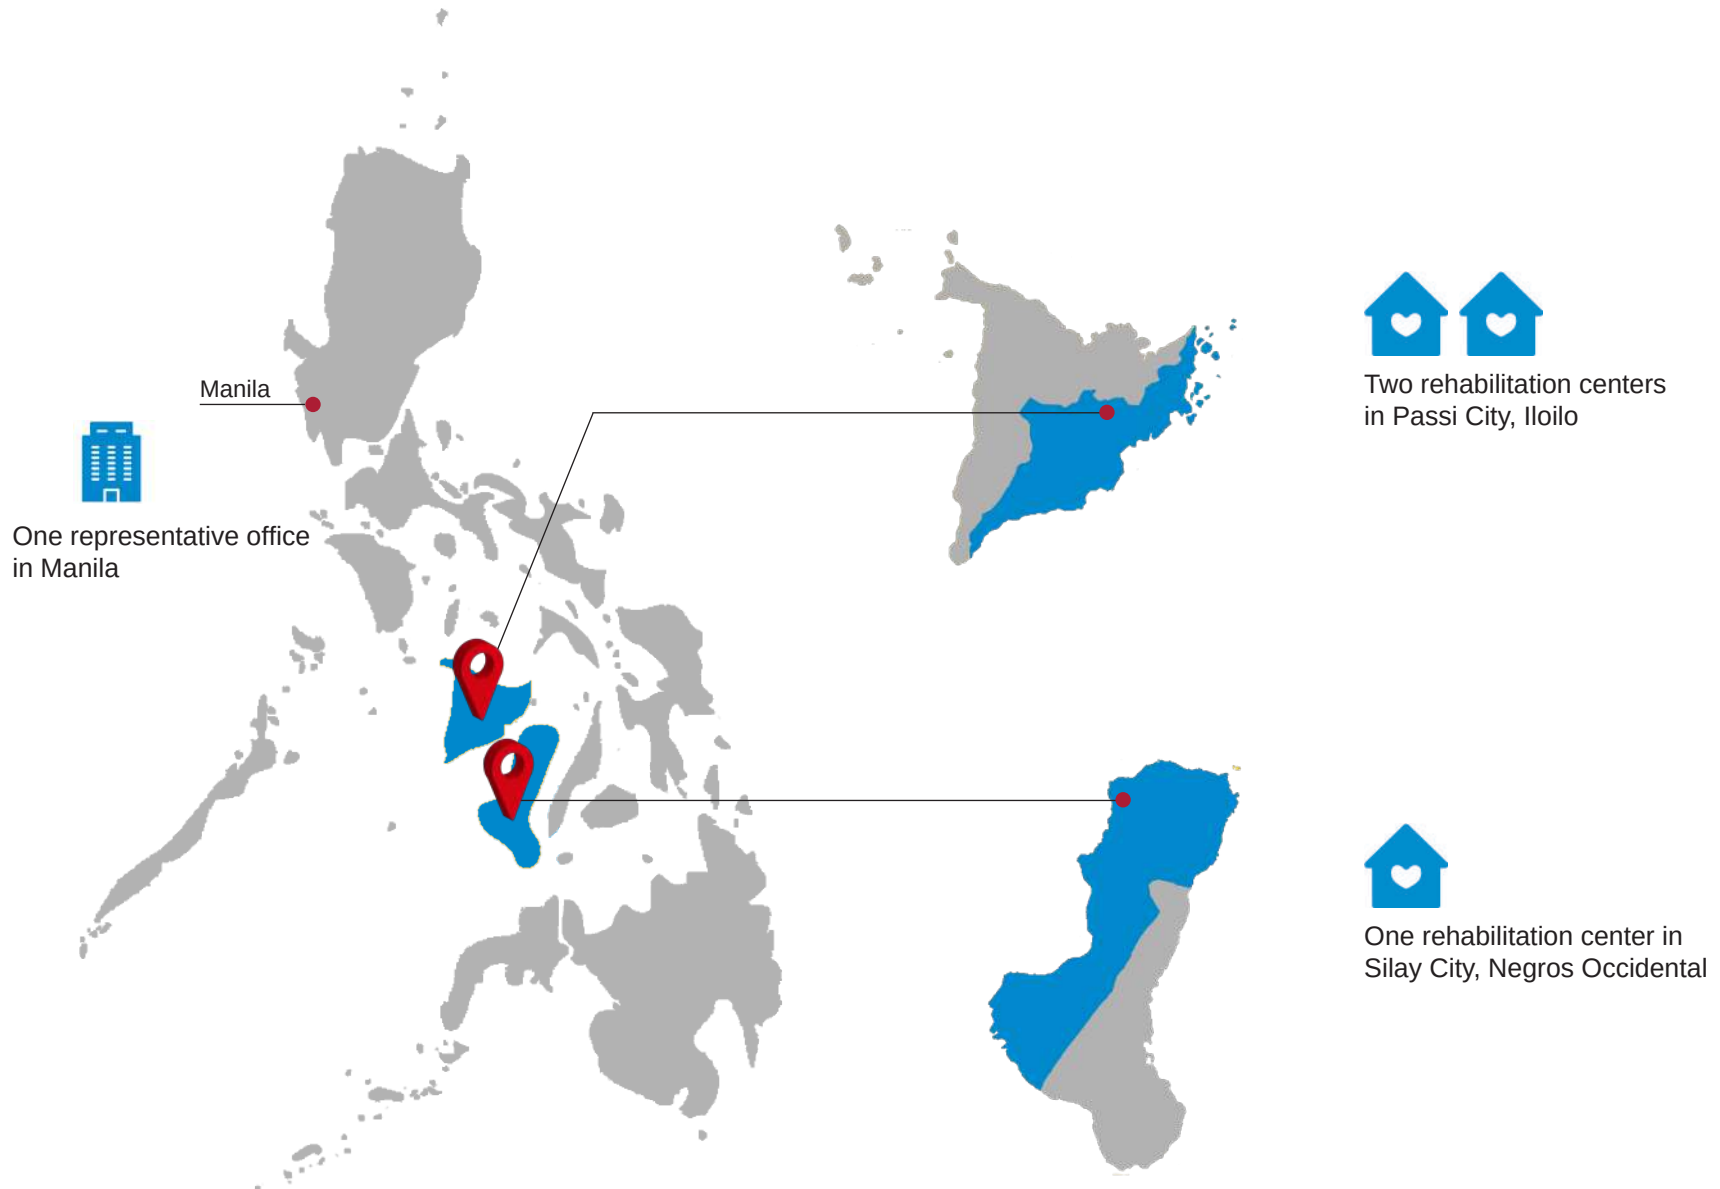 Manila
One representative office
in Manila
Two rehabilitation centers
in Passi City, Iloilo
One rehabilitation center in
Silay City, Negros Occidental